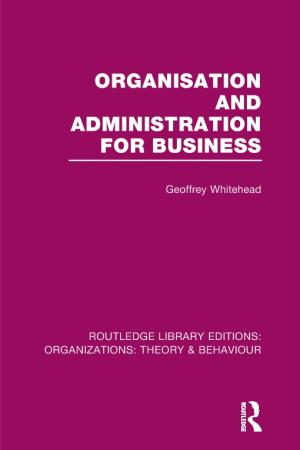 ORGANISATION
AND
ADMINISTRATION
FOR BUSINESS
Geoffrey Whitehead
ROUTLEDGE LIBRARY EDITIONS:
ORGANIZATIONS: THEORY & BEHAVIOUR
ROUTLEDGE